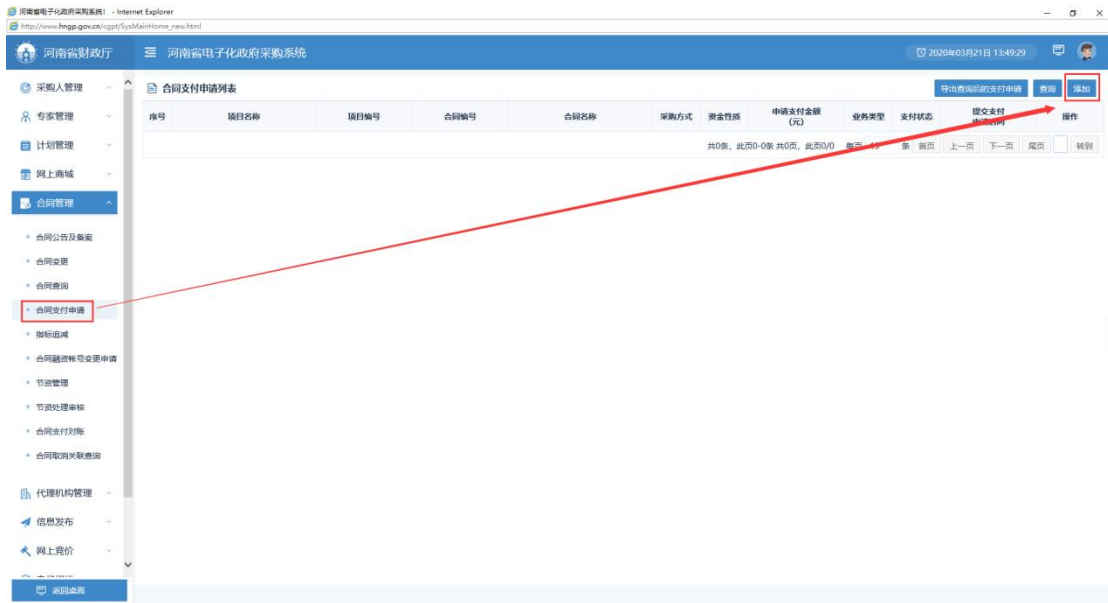 河南省电子化政府采购系统! - Internet Explorer
http://www.hngp.gov.cn/cgpt/SysMainHome_new.html
河南省财政厅
河南省电子化政府采购系统
2020年03月21日 13:49:29
采购人管理
专家管理
计划管理
网上商城
合同管理
合同公告及备案
合同变更
合同查询
合同支付申请
指标追减
合同融资帐号变更申请
节资管理
节资处理审核
合同支付对账
合同取消关联查询
代理机构管理
信息发布
网上竞价
返回桌面
合同支付申请列表
导出查询后的支付申请 查询 添加
序号 项目名称 项目编号 合同编号 合同名称 采购方式 资金性质 申请支付金额 业务类型 支付状态 提交支付 操作
(元) 申请时间
共0条, 此页0-0条 共0页, 此页0/0 每页 条 首页 上一页 下一页 尾页 转到